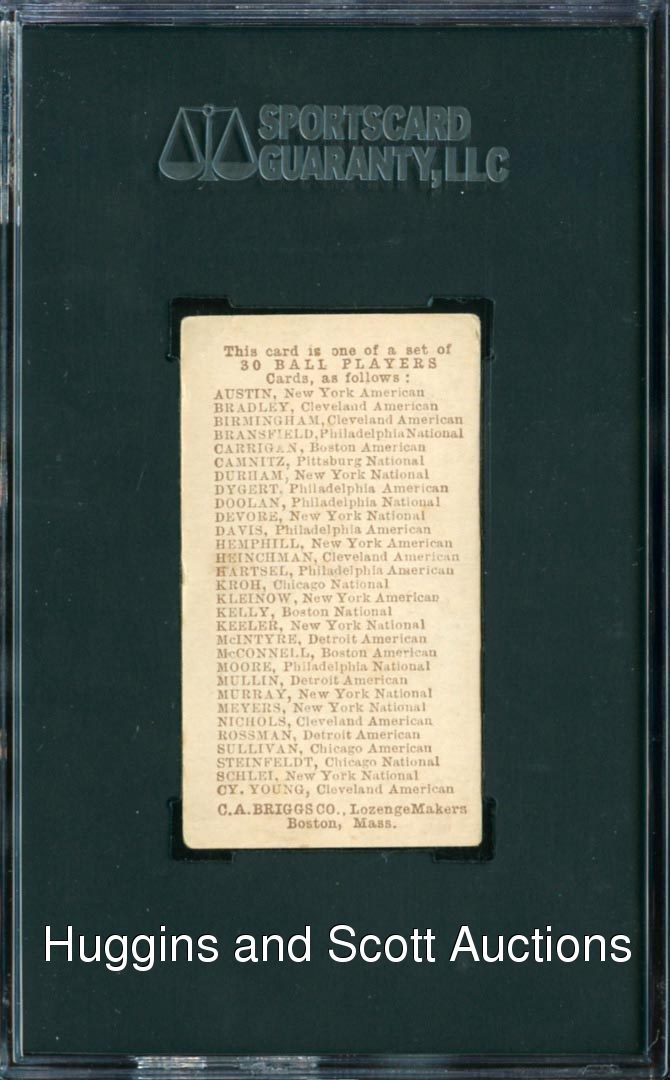 SPORTSCARD
GUARANTY, LLC
This card is one of a set of
30 BALL PLAYERS
Cards, as follows :
AUSTIN, New York American
BRADLEY, Cleveland American
BIRMINGHAM, Cleveland American
BRANSFIELD, Philadelphia National
CARRIGAN, Boston American
CAMNITZ, Pittsburg National
DURHAM, New York National
DYGERT, Philadelphia American
DOOLAN, Philadelphia National
DEVORE, New York National
DAVIS, Philadelphia American
HEMPHILL, New York American
HEINCHMAN, Cleveland American
HARTSEL, Philadelphia American
KROH, Chicago National
KLEINOW, New York American
KELLY, Boston National
KEELER, New York National
McINTYRE, Detroit American
McCONNELL, Boston American
MOORE, Philadelphia National
MULLIN, Detroit American
MURRAY, New York National
MEYERS, New York National
NICHOLS, Cleveland American
ROSSMAN, Detroit American
SULLIVAN, Chicago American
STEINFELDT, Chicago National
SCHLEI, New York National
CY. YOUNG, Cleveland American
C. A. BRIGGS CO., Lozenge Makers
Boston, Mass.
Huggins and Scott Auctions